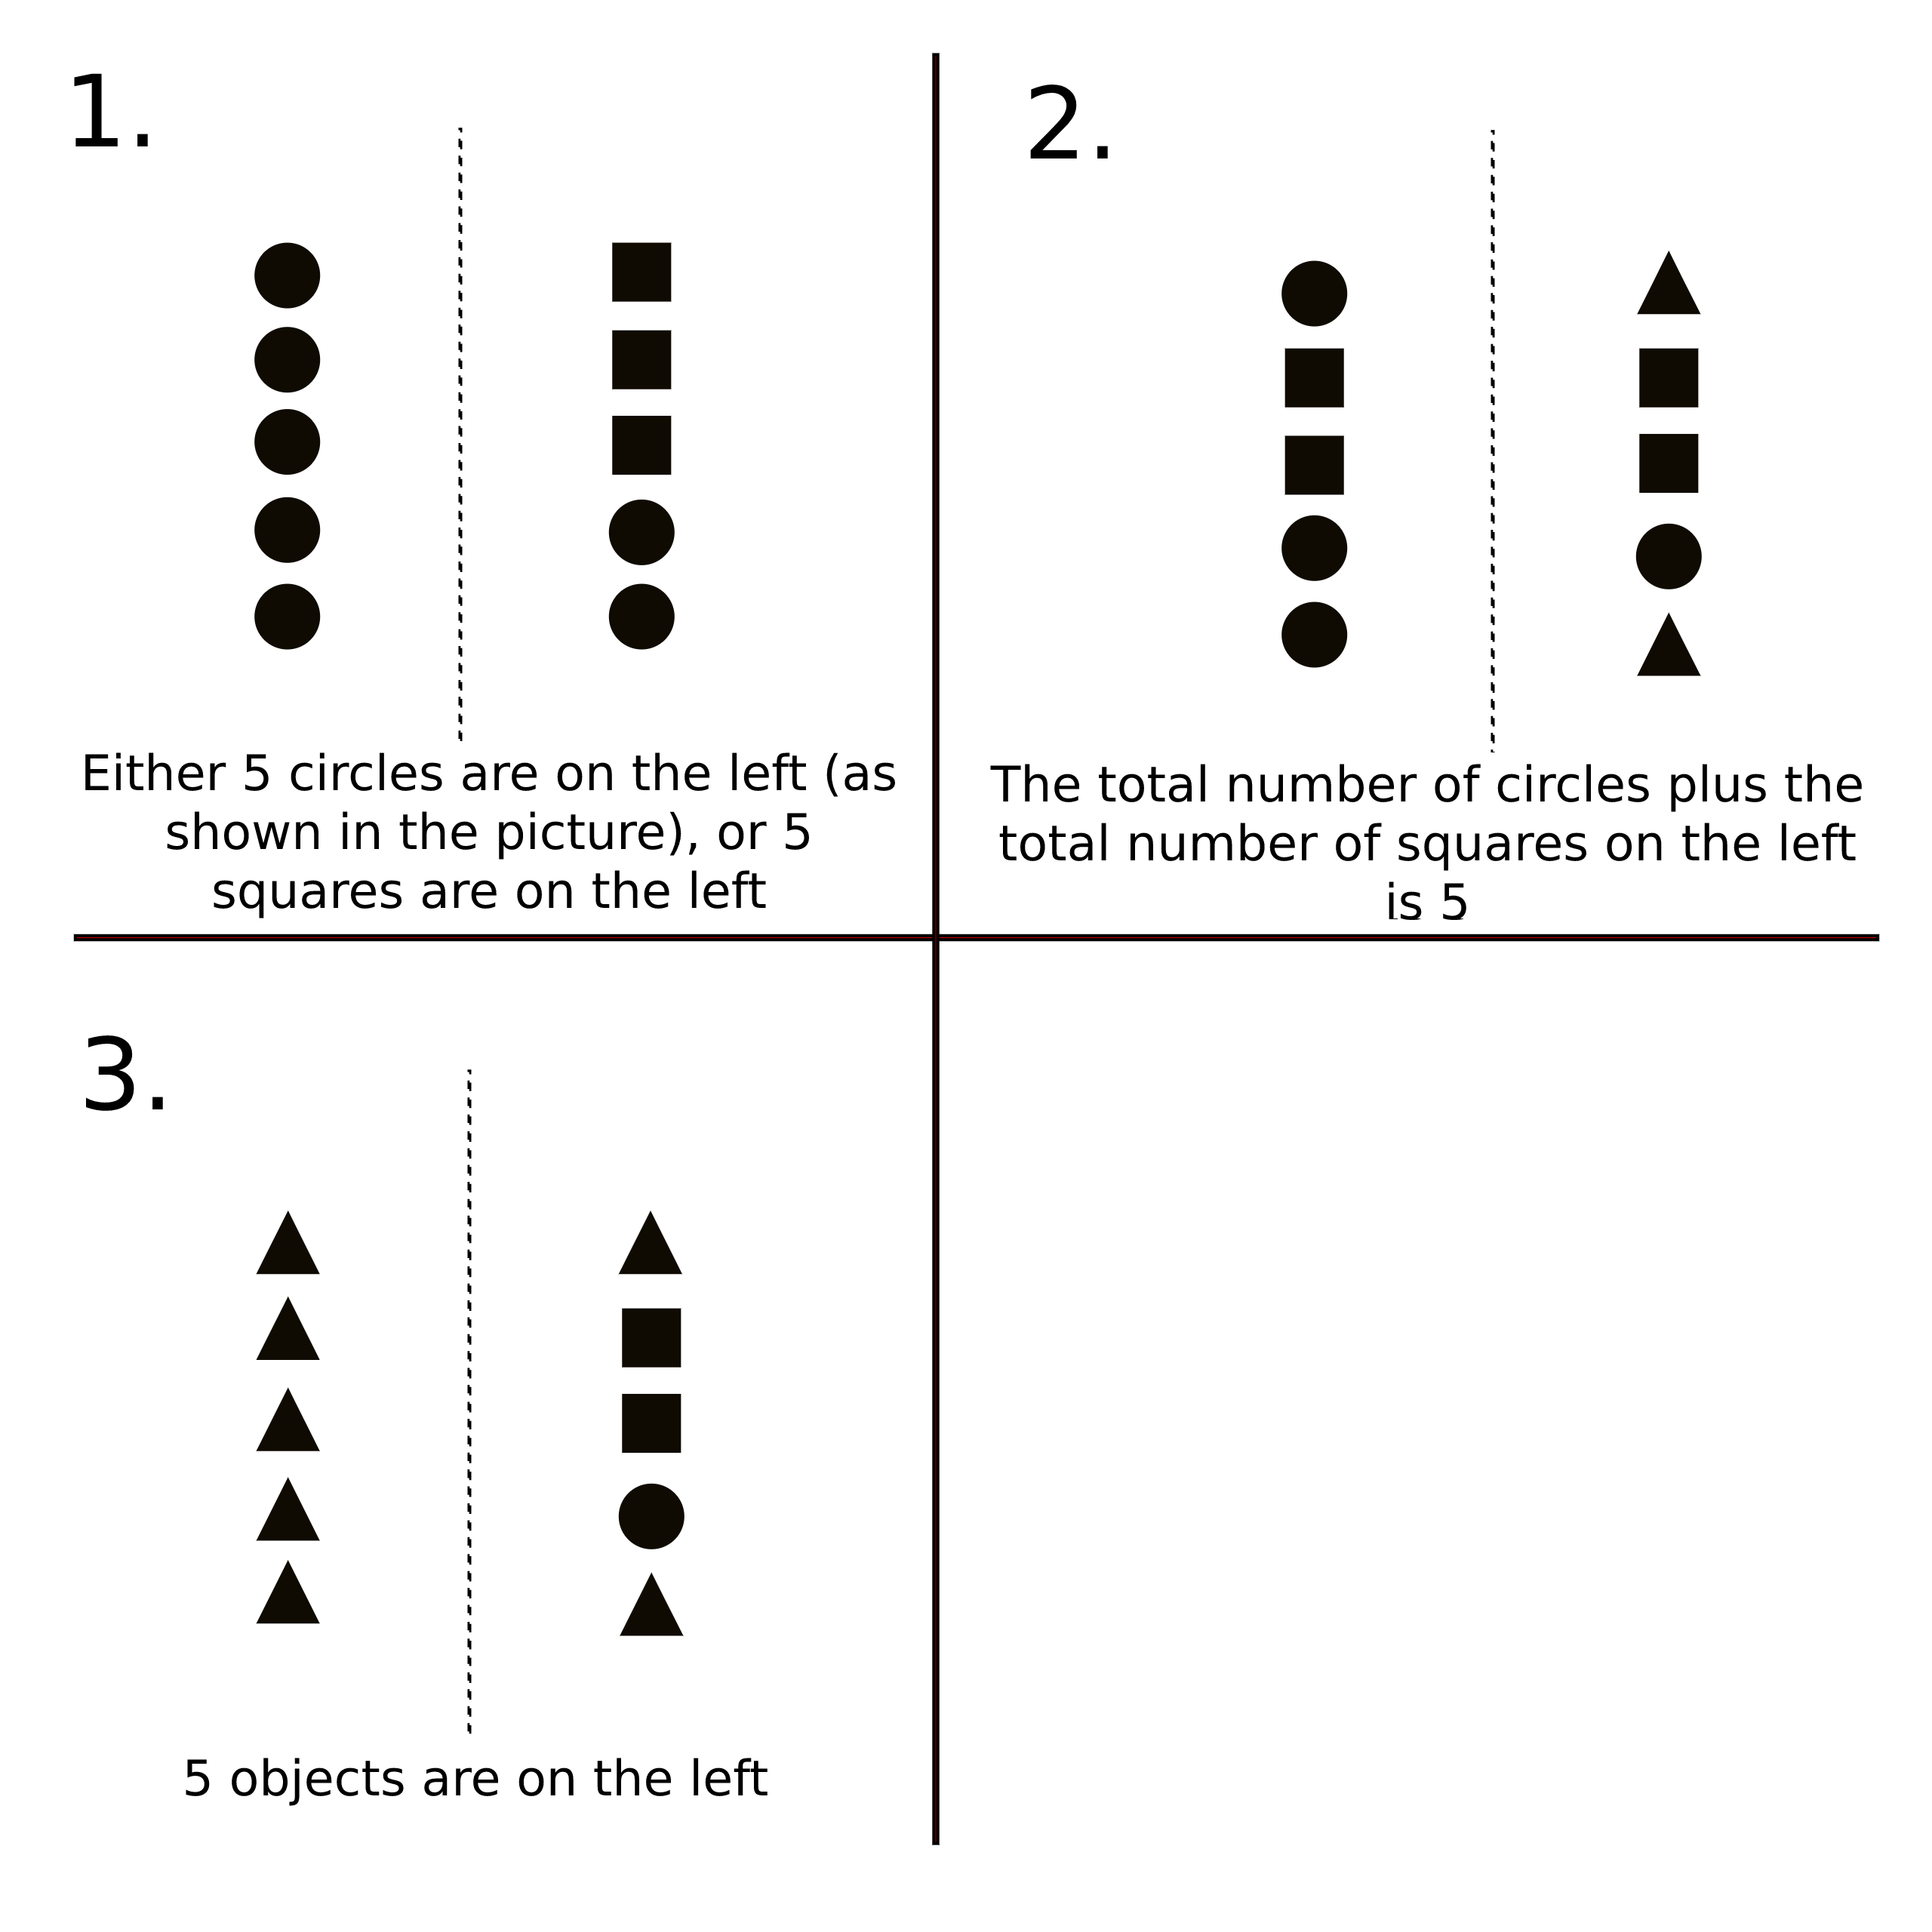 1.
Either 5 circles are on the left (as
shown in the picture), or 5
squares are on the left
2.
The total number of circles plus the
total number of squares on the left
is 5
3.
5 objects are on the left